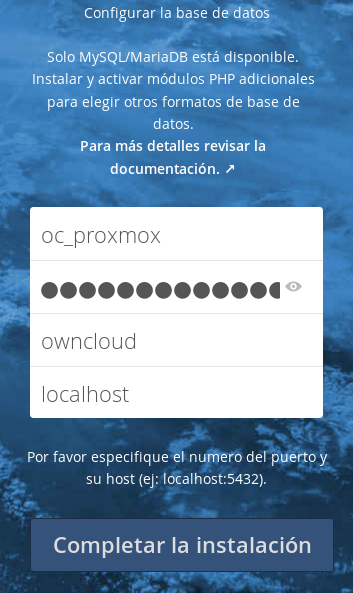 Configurar la base de datos
Solo MySQL/MariaDB está disponible.
Instalar y activar módulos PHP adicionales
para elegir otros formatos de base de
datos.
Para más detalles revisar la
documentación. ↗
oc_proxmox
●●●●●●●●●●●●●
owncloud
localhost
Por favor especifique el numero del puerto y
su host (ej: localhost:5432).
Completar la instalación